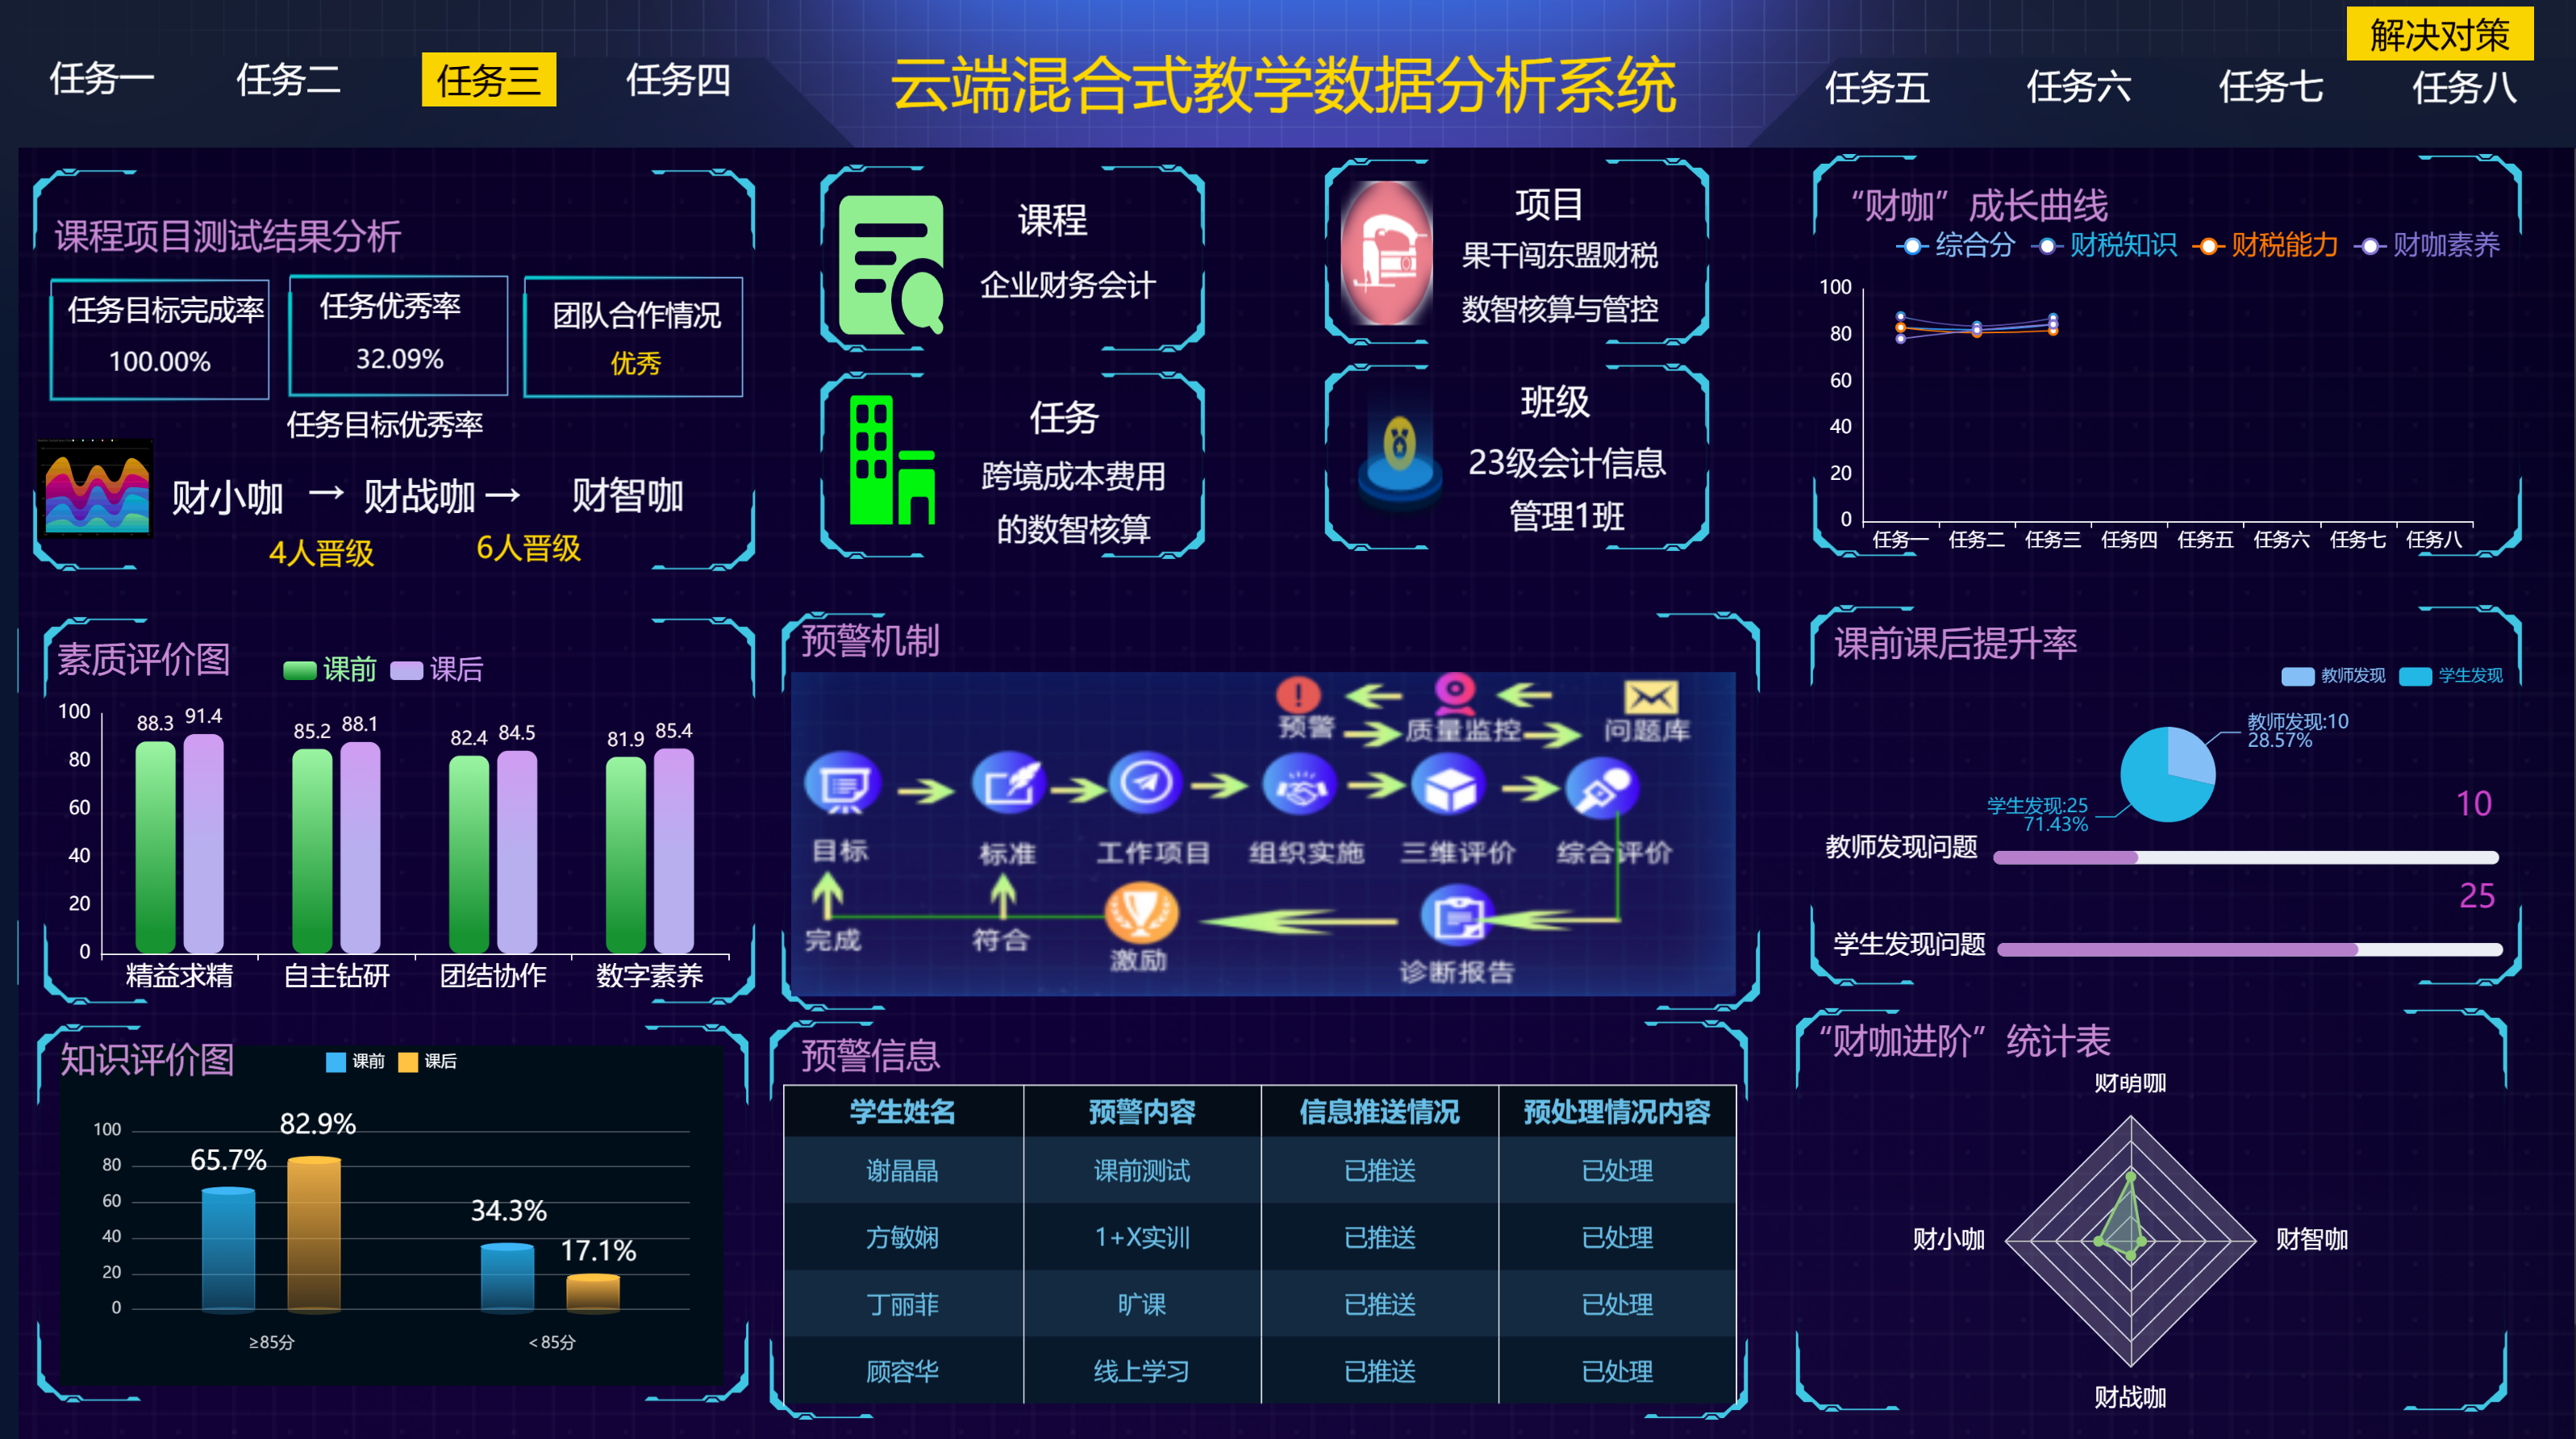 解决对策
任务一
任务二
任务三
任务四
云端混合式教学数据分析系统
任务五
任务六
任务七
任务八
课程项目测试结果分析
任务目标完成率
100.00%
任务优秀率
32.09%
团队合作情况
优秀
任务目标优秀率
财小咖 → 财战咖 → 财智咖
4人晋级
6人晋级
课程
企业财务会计
项目
果干闯东盟财税
数智核算与管控
任务
跨境成本费用
的数智核算
班级
23级会计信息
管理1班
“财咖”成长曲线
综合分 财税知识 财税能力 财咖素养
100
80
60
40
20
0
任务一 任务二 任务三 任务四 任务五 任务六 任务七 任务八
素质评价图
课前 课后
100
80
60
40
20
0
88.3 91.4
85.2 88.1
82.4 84.5
81.9 85.4
精益求精 自主钻研 团结协作 数字素养
预警机制
预警 质量监控 问题库
目标 标准 工作项目 组织实施 三维评价 综合评价
完成 符合 激励 诊断报告
课前课后提升率
教师发现 学生发现
教师发现:10
28.57%
学生发现:25
71.43%
10
教师发现问题
25
学生发现问题
知识评价图
课前 课后
100
80
60
40
20
0
65.7%
82.9%
34.3%
17.1%
≥85分
<85分
预警信息
学生姓名 预警内容 信息推送情况 预处理情况内容
谢晶晶 课前测试 已推送 已处理
方敏娴 1+X实训 已推送 已处理
丁丽菲 旷课 已推送 已处理
顾容华 线上学习 已推送 已处理
“财咖进阶”统计表
财萌咖
财小咖
财智咖
财战咖